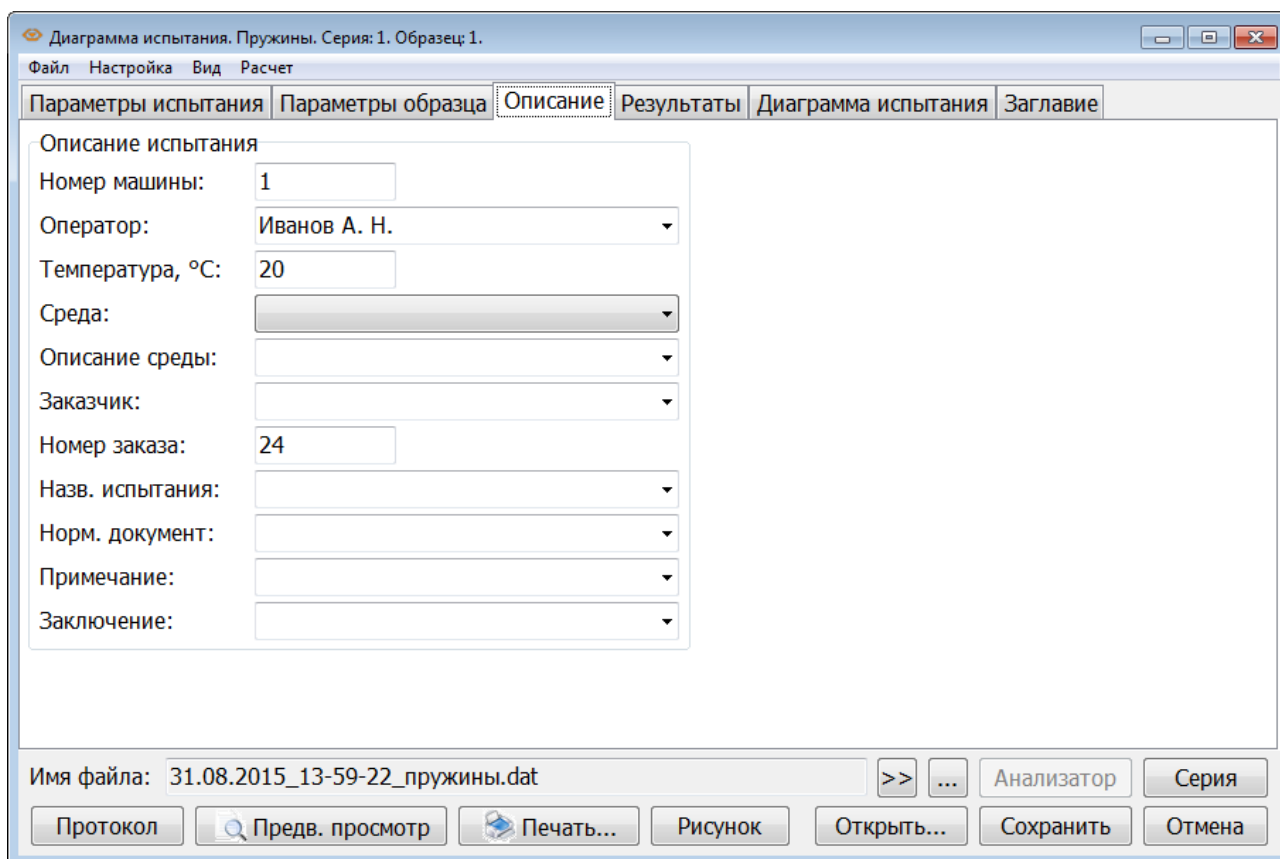 Диаграмма испытания. Пружины. Серия: 1. Образец: 1.
Файл Настройка Вид Расчет
Параметры испытания Параметры образца Описание Результаты Диаграмма испытания Заглавие
Описание испытания
Номер машины: 1
Оператор: Иванов А. Н.
Температура, °C: 20
Среда:
Описание среды:
Заказчик:
Номер заказа: 24
Назв. испытания:
Норм. документ:
Примечание:
Заключение:
Имя файла: 31.08.2015_13-59-22_пружины.dat >> ... Анализатор Серия
Протокол Предв. просмотр Печать... Рисунок Открыть... Сохранить Отмена